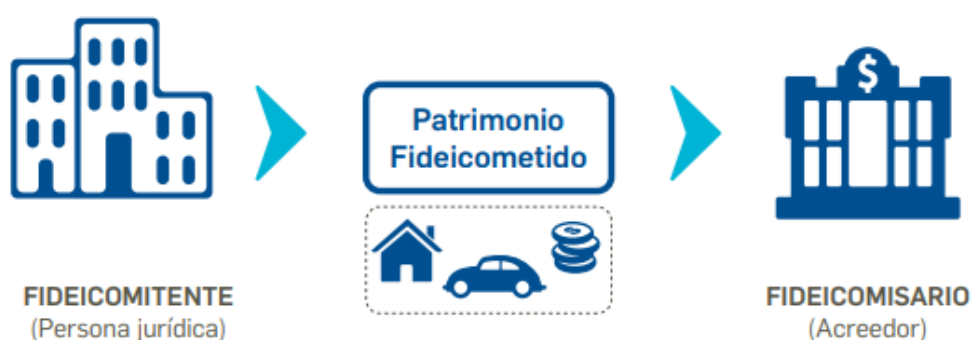 $
Patrimonio
Fideicometido
$
FIDEICOMITENTE
(Persona jurídica)
FIDEICOMISARIO
(Acreedor)